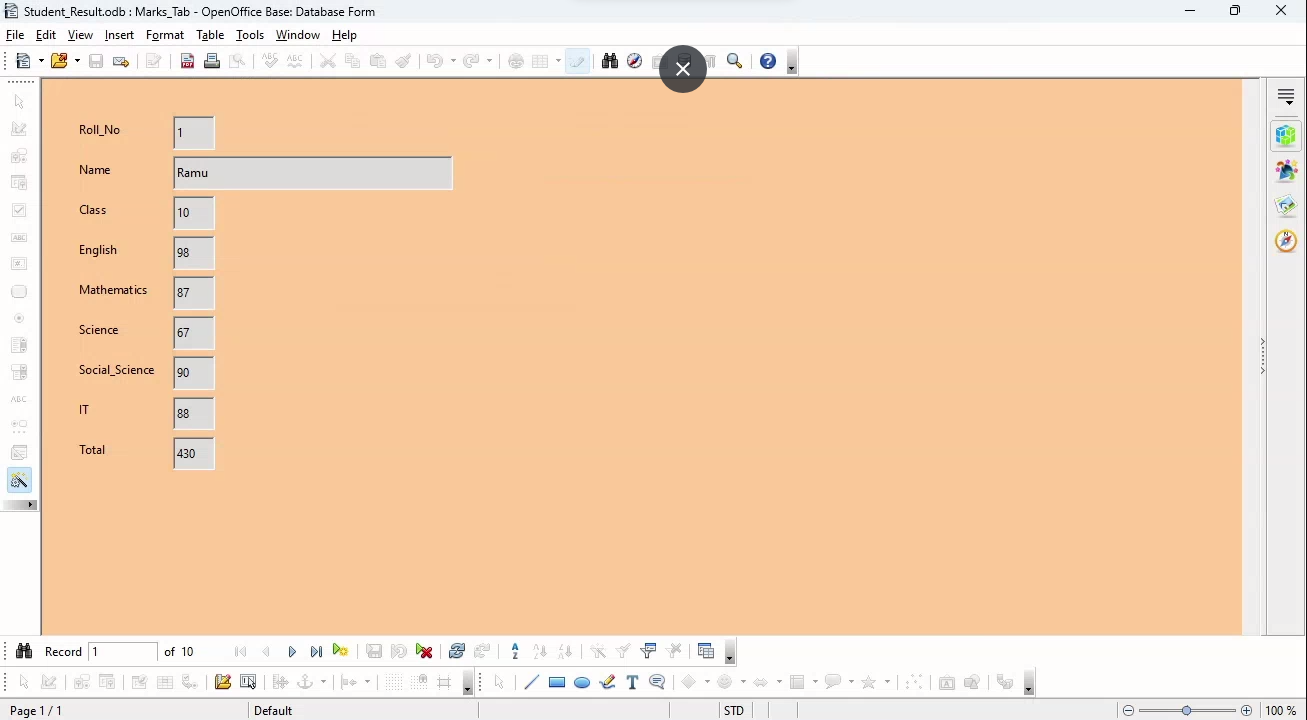 Student_Result.odb : Marks_Tab - OpenOffice Base: Database Form
File Edit View Insert Format Table Tools Window Help
Roll_No 1
Name Ramu
Class 10
English 98
Mathematics 87
Science 67
Social_Science 90
IT 88
Total 430
Record 1 of 10
Page 1 / 1 Default STD 100 %